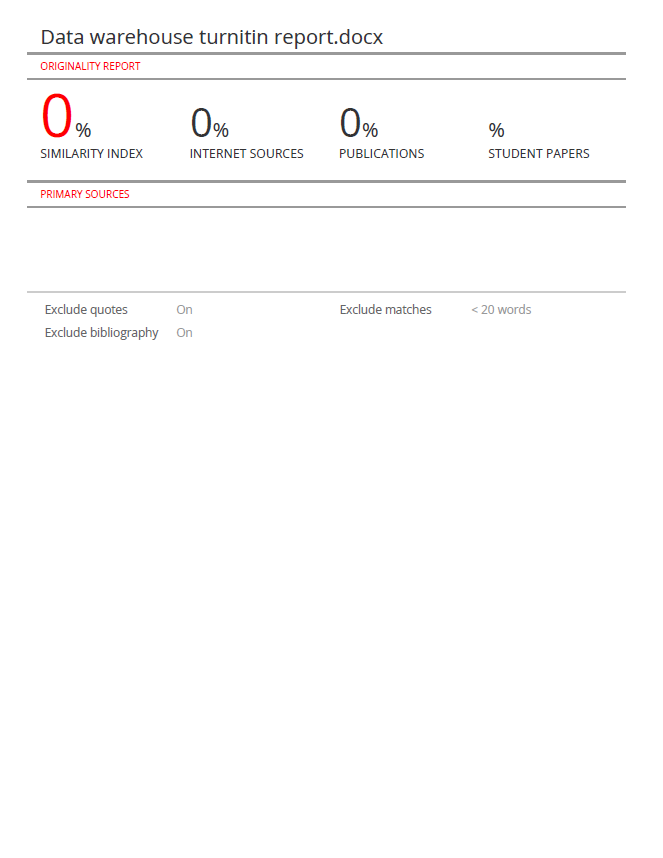 Data warehouse turnitin report.docx
ORIGINALITY REPORT
0% 0% 0% %
SIMILARITY INDEX INTERNET SOURCES PUBLICATIONS STUDENT PAPERS
PRIMARY SOURCES
Exclude quotes On Exclude matches < 20 words
Exclude bibliography On